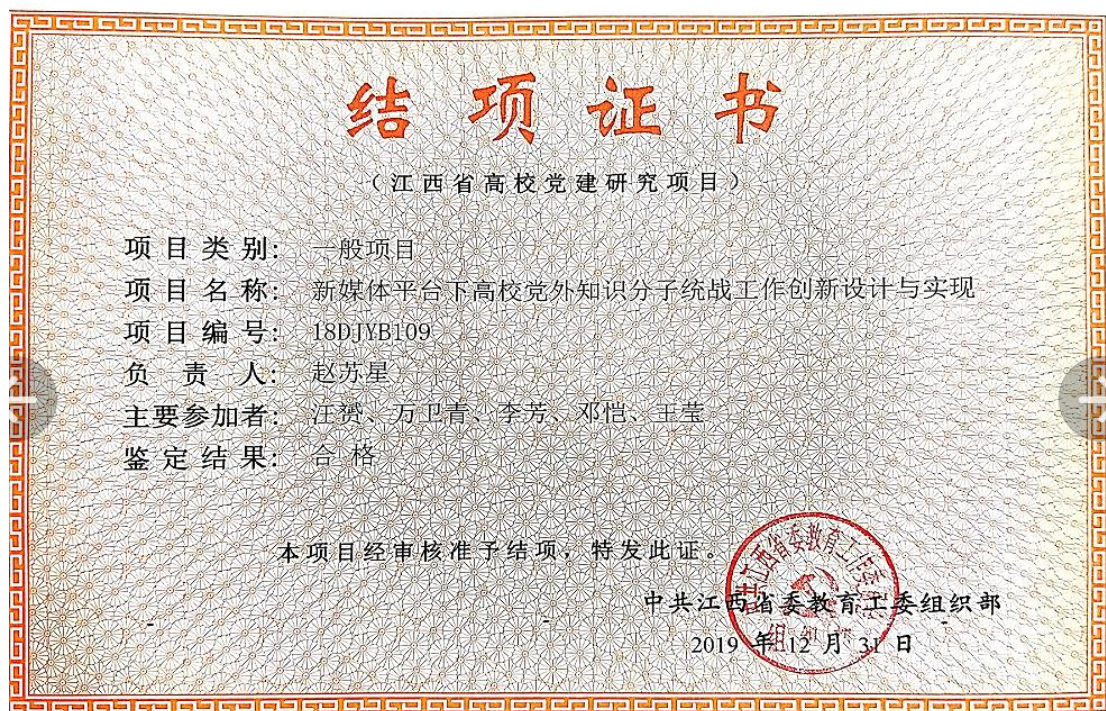 结项证书
（江西省高校党建研究项目）
项目类别：一般项目
项目名称：新媒体平台下高校党外知识分子统战工作创新设计与实现
项目编号：18DJYB109
负责人：赵苏星
主要参加者：汪赟、万卫青、李芳、邓恺、王莹
鉴定结果：合格
本项目经审核准予结项，特发此证。
中共江西省委教育工委组织部
2019年12月31日